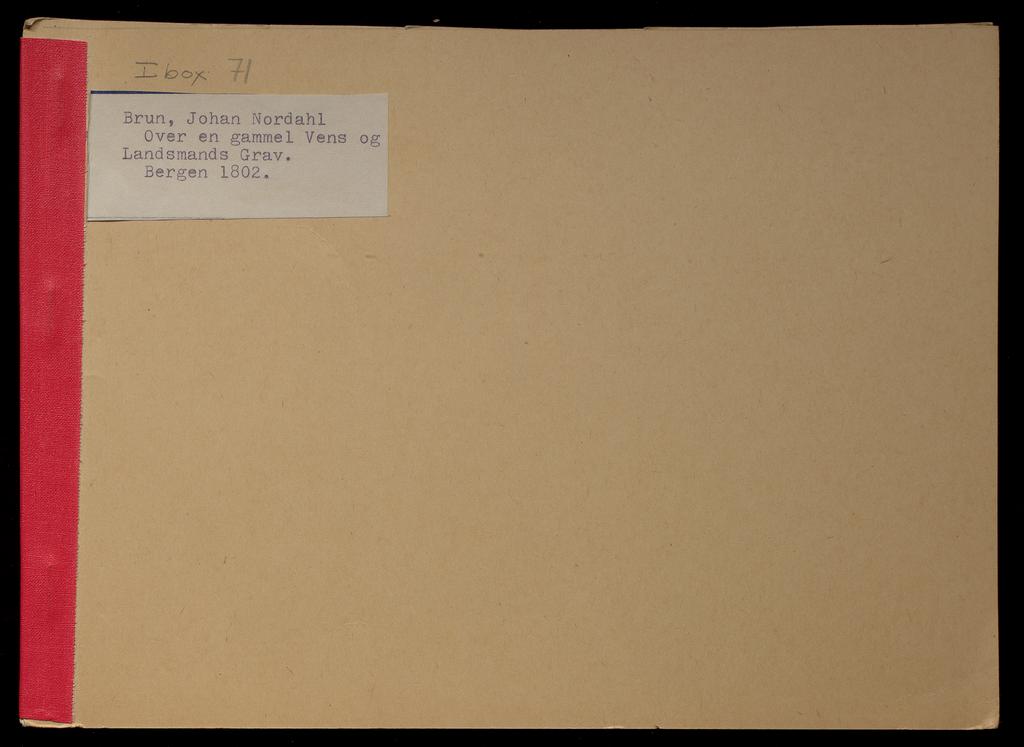 I box 71
Brun, Johan Nordahl
Over en gammel Vens og
Landsmands Grav.
Bergen 1802.